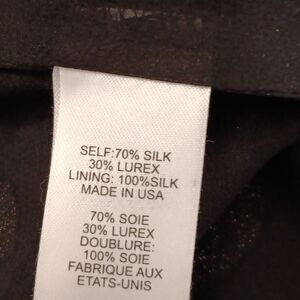 SELF:70% SILK
30% LUREX
LINING: 100%SILK
MADE IN USA
70% SOIE
30% LUREX
DOUBLURE:
100% SOIE
FABRIQUE AUX
ETATS-UNIS